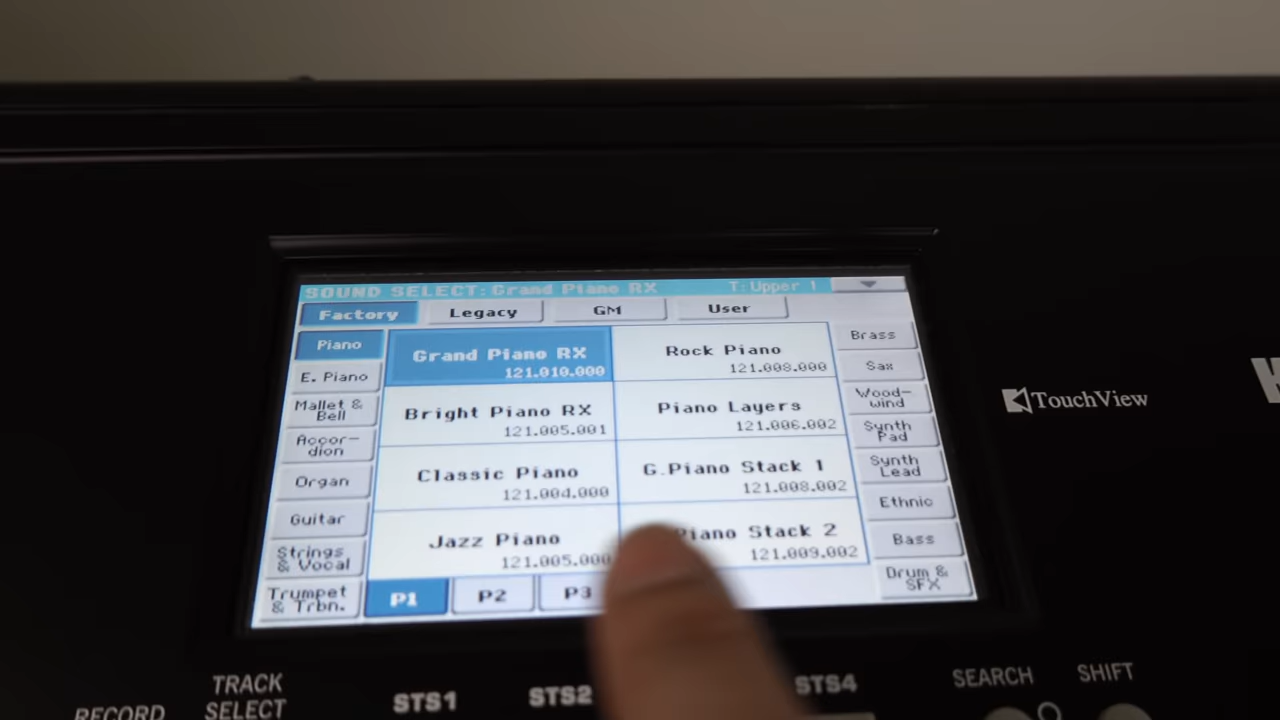 SOUND SELECT: Grand Piano RX
T: Upper 1
Factory
Legacy
GM
User
Piano
E. Piano
Mallet &
Bell
Accor-
dion
Organ
Guitar
Strings
& Vocal
Trumpet
& Trbn.
Grand Piano RX
121.010.000
Rock Piano
121.008.000
Bright Piano RX
121.005.001
Piano Layers
121.006.002
Classic Piano
121.004.000
G.Piano Stack 1
121.008.002
Jazz Piano
121.005.000
Piano Stack 2
121.009.002
P1
P2
P3
Brass
Sax
Wood-
wind
Synth
Pad
Synth
Lead
Ethnic
Bass
Drum &
SFX
TouchView
RECORD
TRACK
SELECT
STS1
STS2
STS4
SEARCH
SHIFT